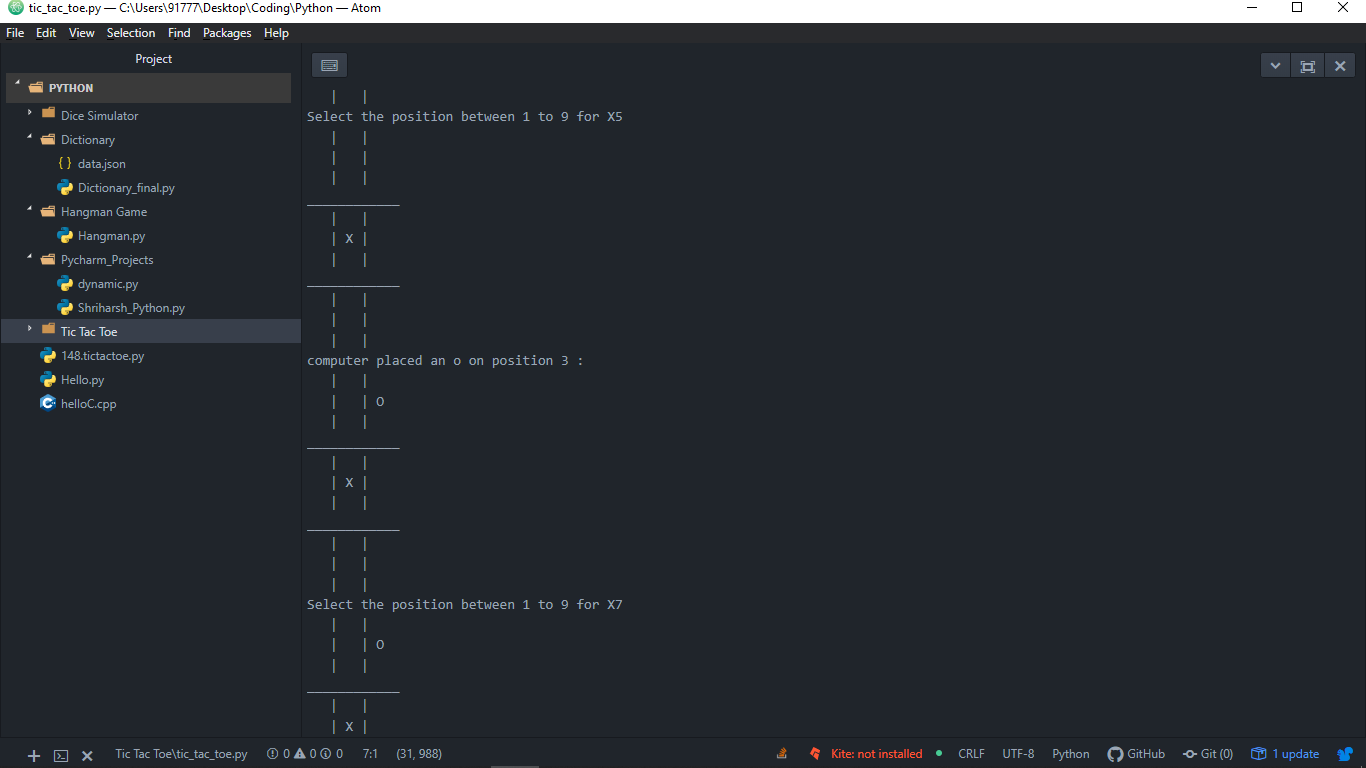 tic_tac_toe.py — C:\Users\91777\Desktop\Coding\Python — Atom
File Edit View Selection Find Packages Help
Project
PYTHON
Dice Simulator
Dictionary
{} data.json
Dictionary_final.py
Hangman Game
Hangman.py
Pycharm_Projects
dynamic.py
Shriharsh_Python.py
Tic Tac Toe
148.tictactoe.py
Hello.py
helloC.cpp
| |
Select the position between 1 to 9 for X5
| |
| |
| |
____________
| |
| X |
| |
____________
| |
| |
| |
computer placed an o on position 3 :
| |
| | O
| |
____________
| |
| X |
| |
____________
| |
| |
| |
Select the position between 1 to 9 for X7
| |
| | O
| |
____________
| |
| X |
Tic Tac Toe\tic_tac_toe.py 0 0 0 7:1 (31, 988) Kite: not installed CRLF UTF-8 Python GitHub Git (0) 1 update